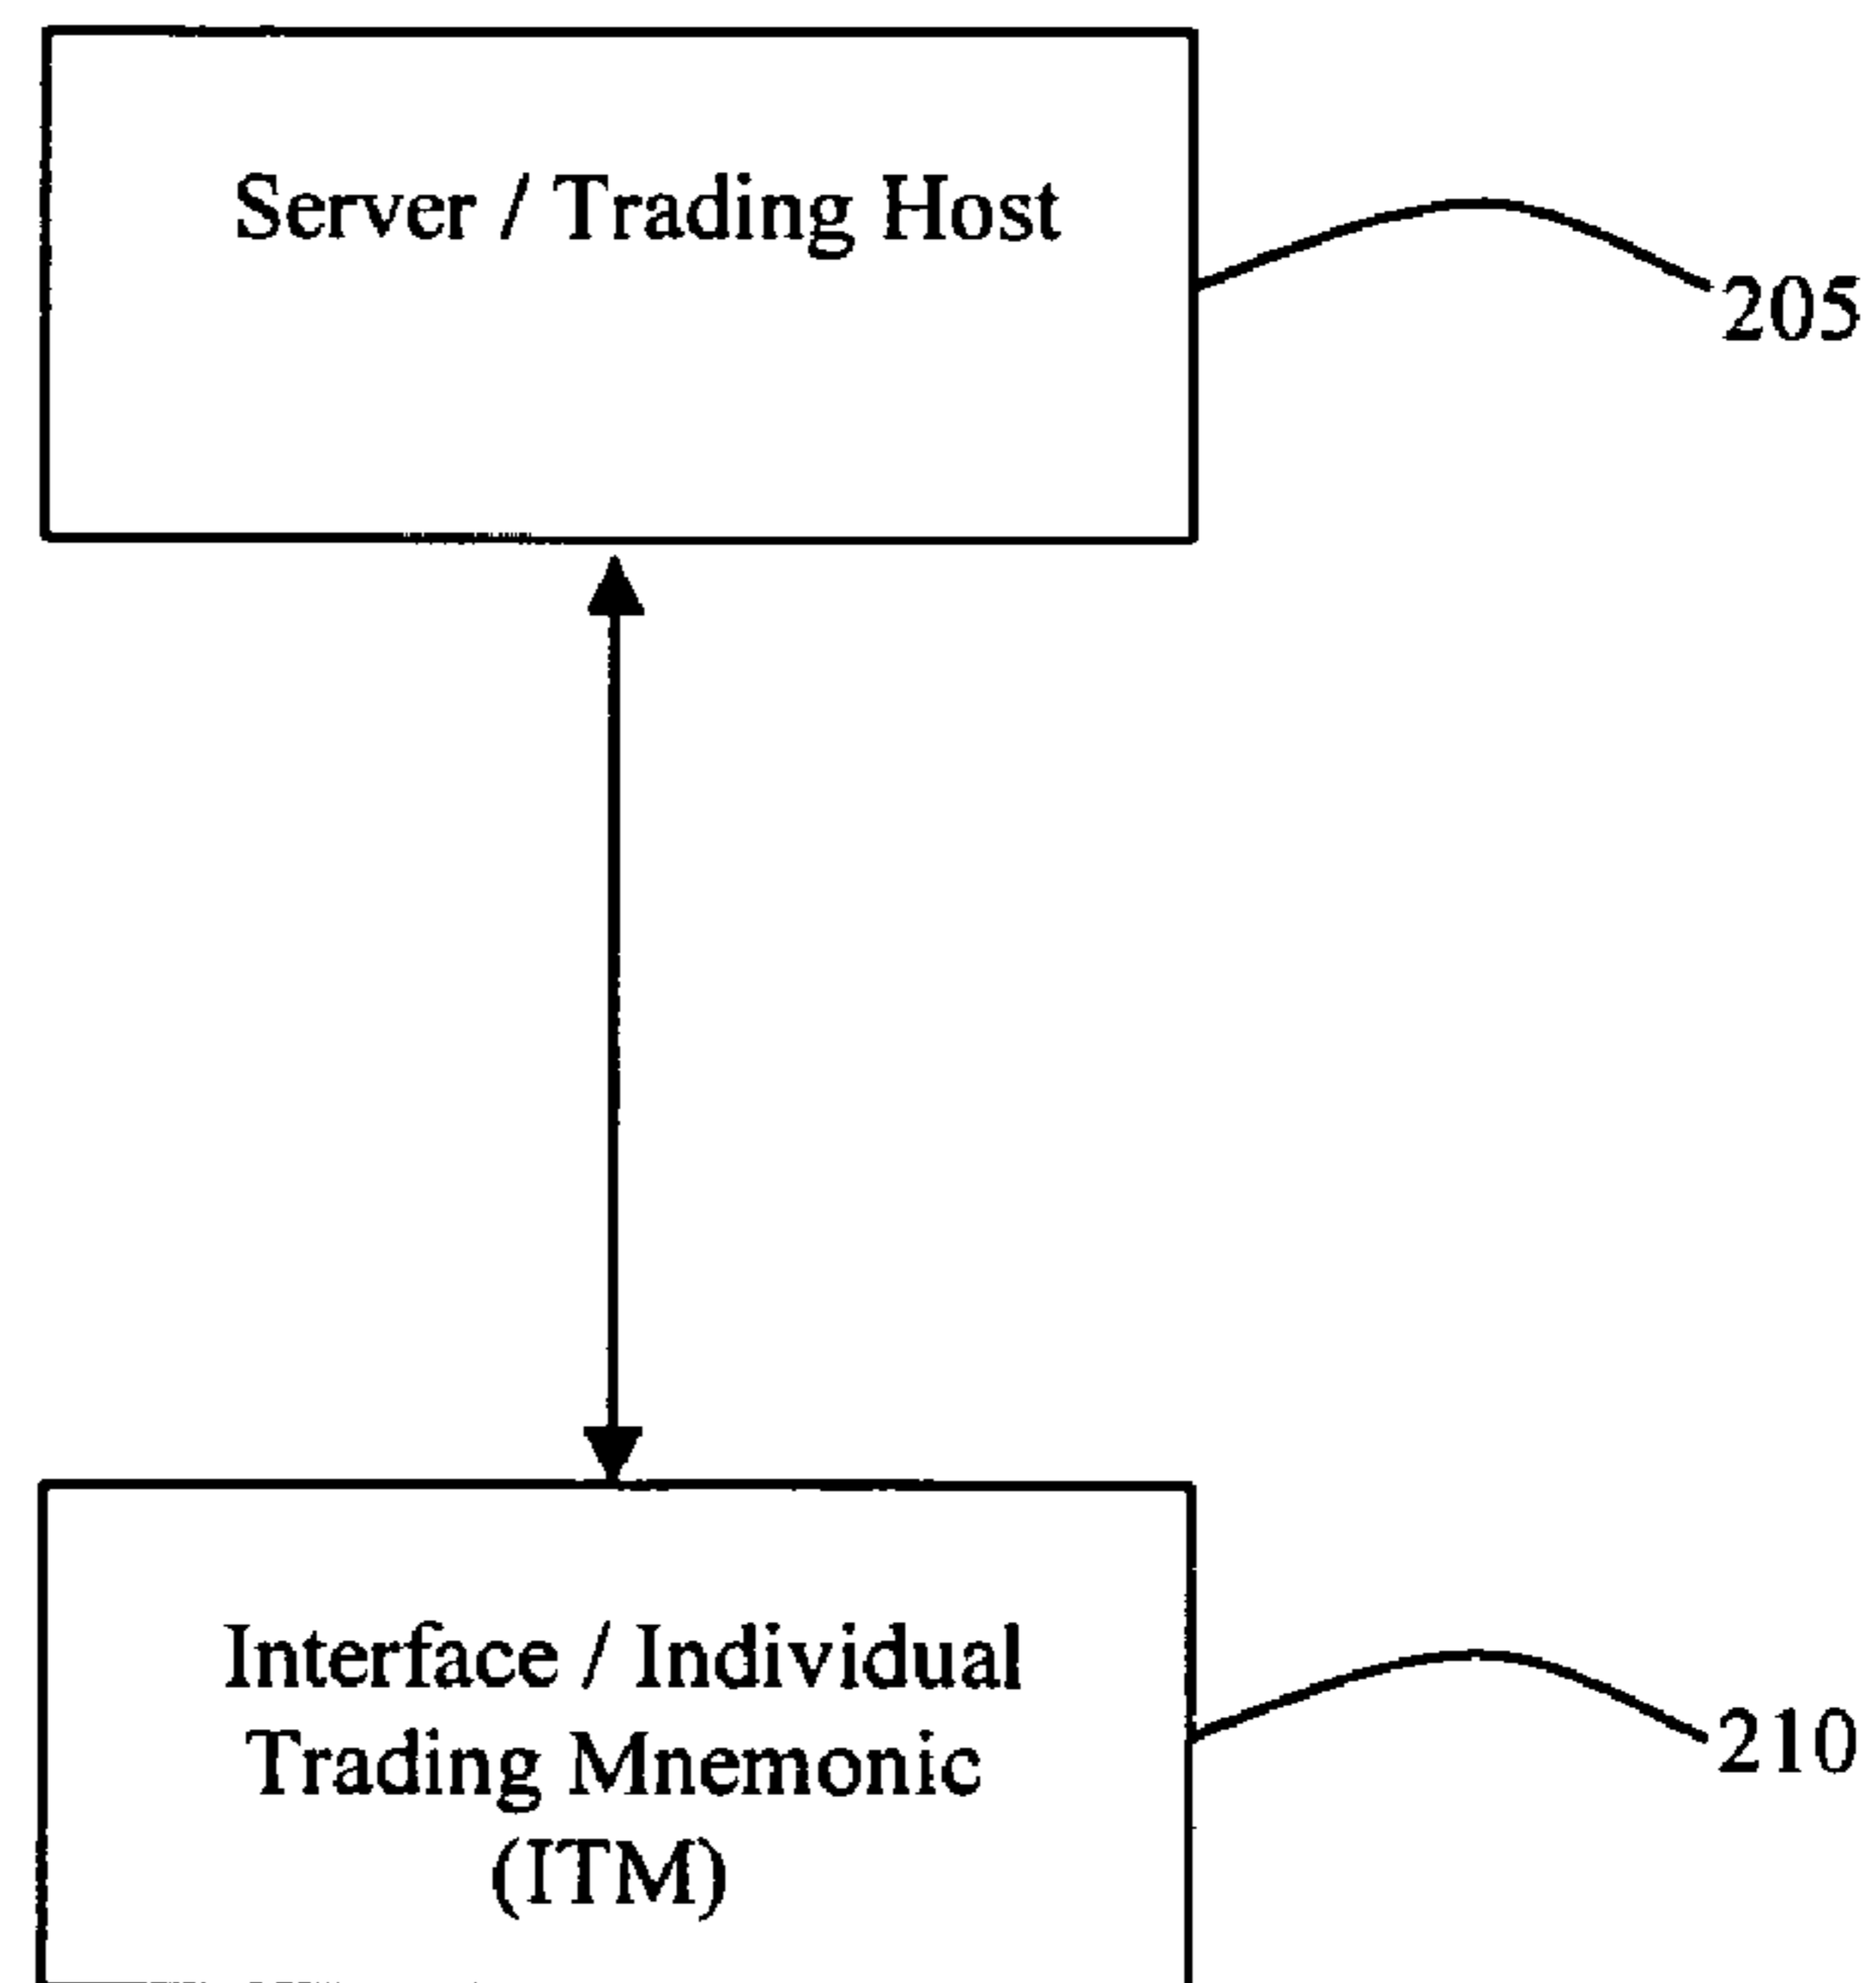 Server / Trading Host
205
Interface / Individual
Trading Mnemonic
(ITM)
210